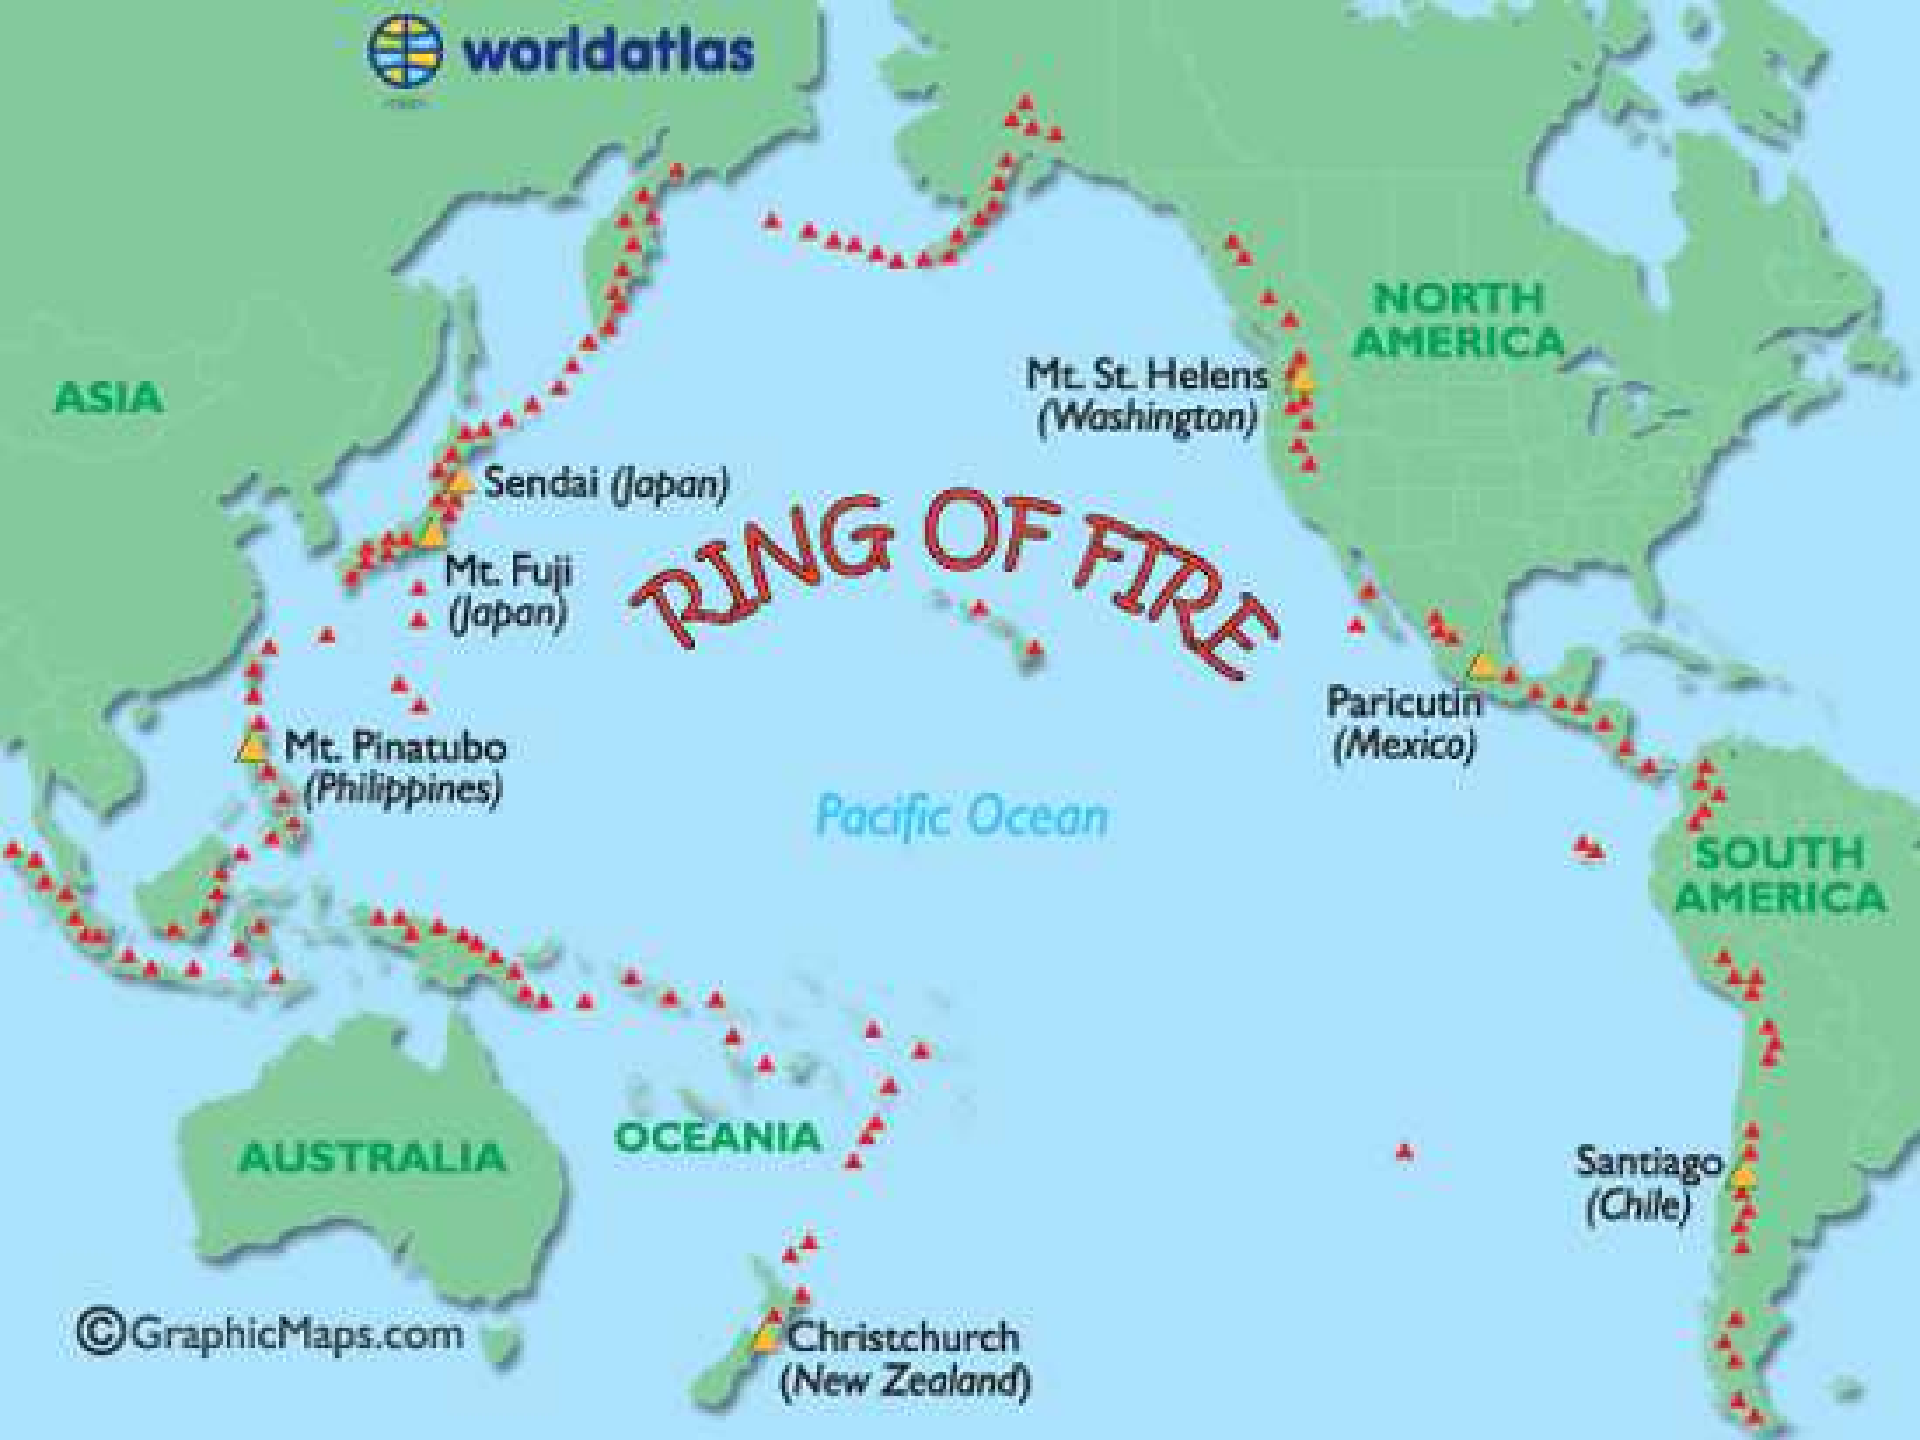 worldatlas
NORTH
AMERICA
Mt. St. Helens
(Washington)
ASIA
Sendai (Japan)
RING OF FIRE
Mt. Fuji
(Japan)
Paricutin
(Mexico)
Mt. Pinatubo
(Philippines)
Pacific Ocean
SOUTH
AMERICA
OCEANIA
AUSTRALIA
Santiago
(Chile)
©GraphicMaps.com
Christchurch
(New Zealand)